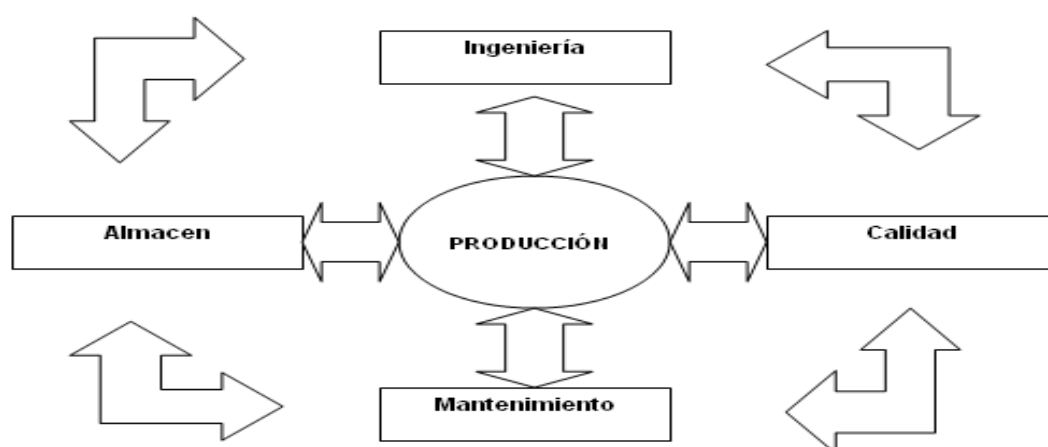 Ingeniería
Almacen
PRODUCCIÓN
Calidad
Mantenimiento